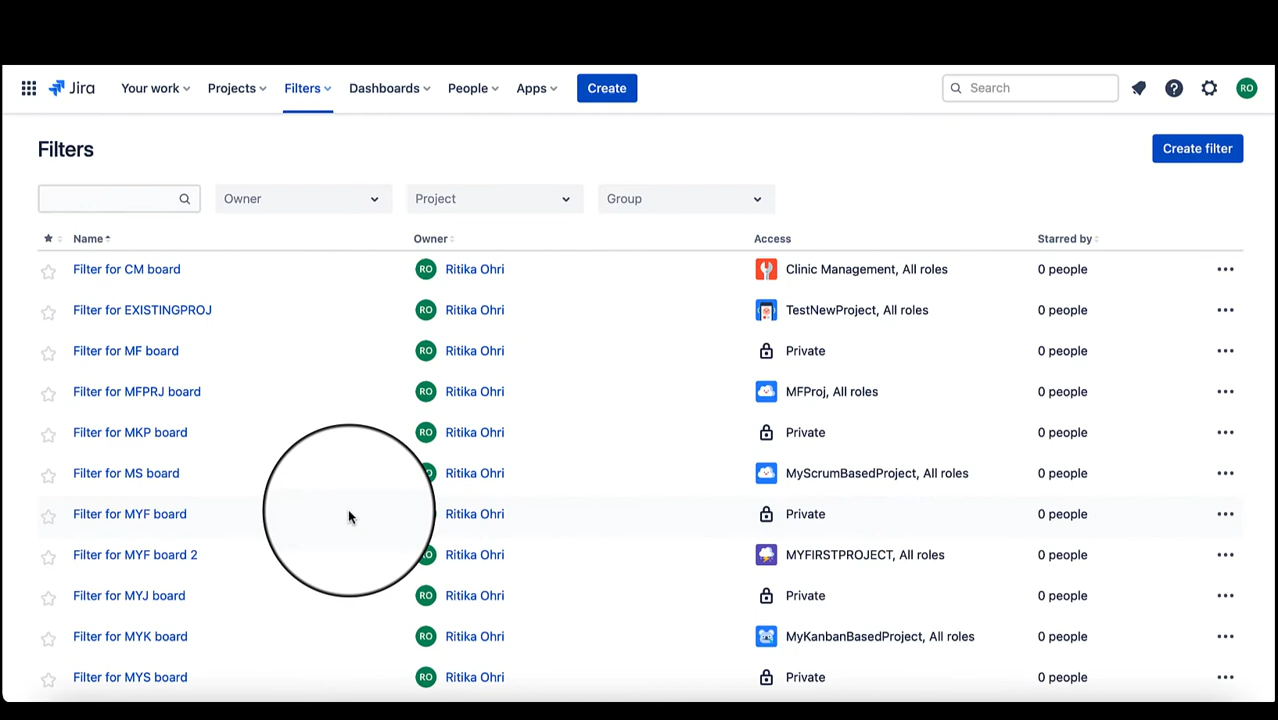 Jira Your work Projects Filters Dashboards People Apps Create Search RO
Filters Create filter
Owner Project Group
Name Owner Access Starred by
Filter for CM board RO Ritika Ohri Clinic Management, All roles 0 people
Filter for EXISTINGPROJ RO Ritika Ohri TestNewProject, All roles 0 people
Filter for MF board RO Ritika Ohri Private 0 people
Filter for MFPRJ board RO Ritika Ohri MFProj, All roles 0 people
Filter for MKP board RO Ritika Ohri Private 0 people
Filter for MS board Ritika Ohri MyScrumBasedProject, All roles 0 people
Filter for MYF board Ritika Ohri Private 0 people
Filter for MYF board 2 Ritika Ohri MYFIRSTPROJECT, All roles 0 people
Filter for MYJ board RO Ritika Ohri Private 0 people
Filter for MYK board RO Ritika Ohri MyKanbanBasedProject, All roles 0 people
Filter for MYS board RO Ritika Ohri Private 0 people